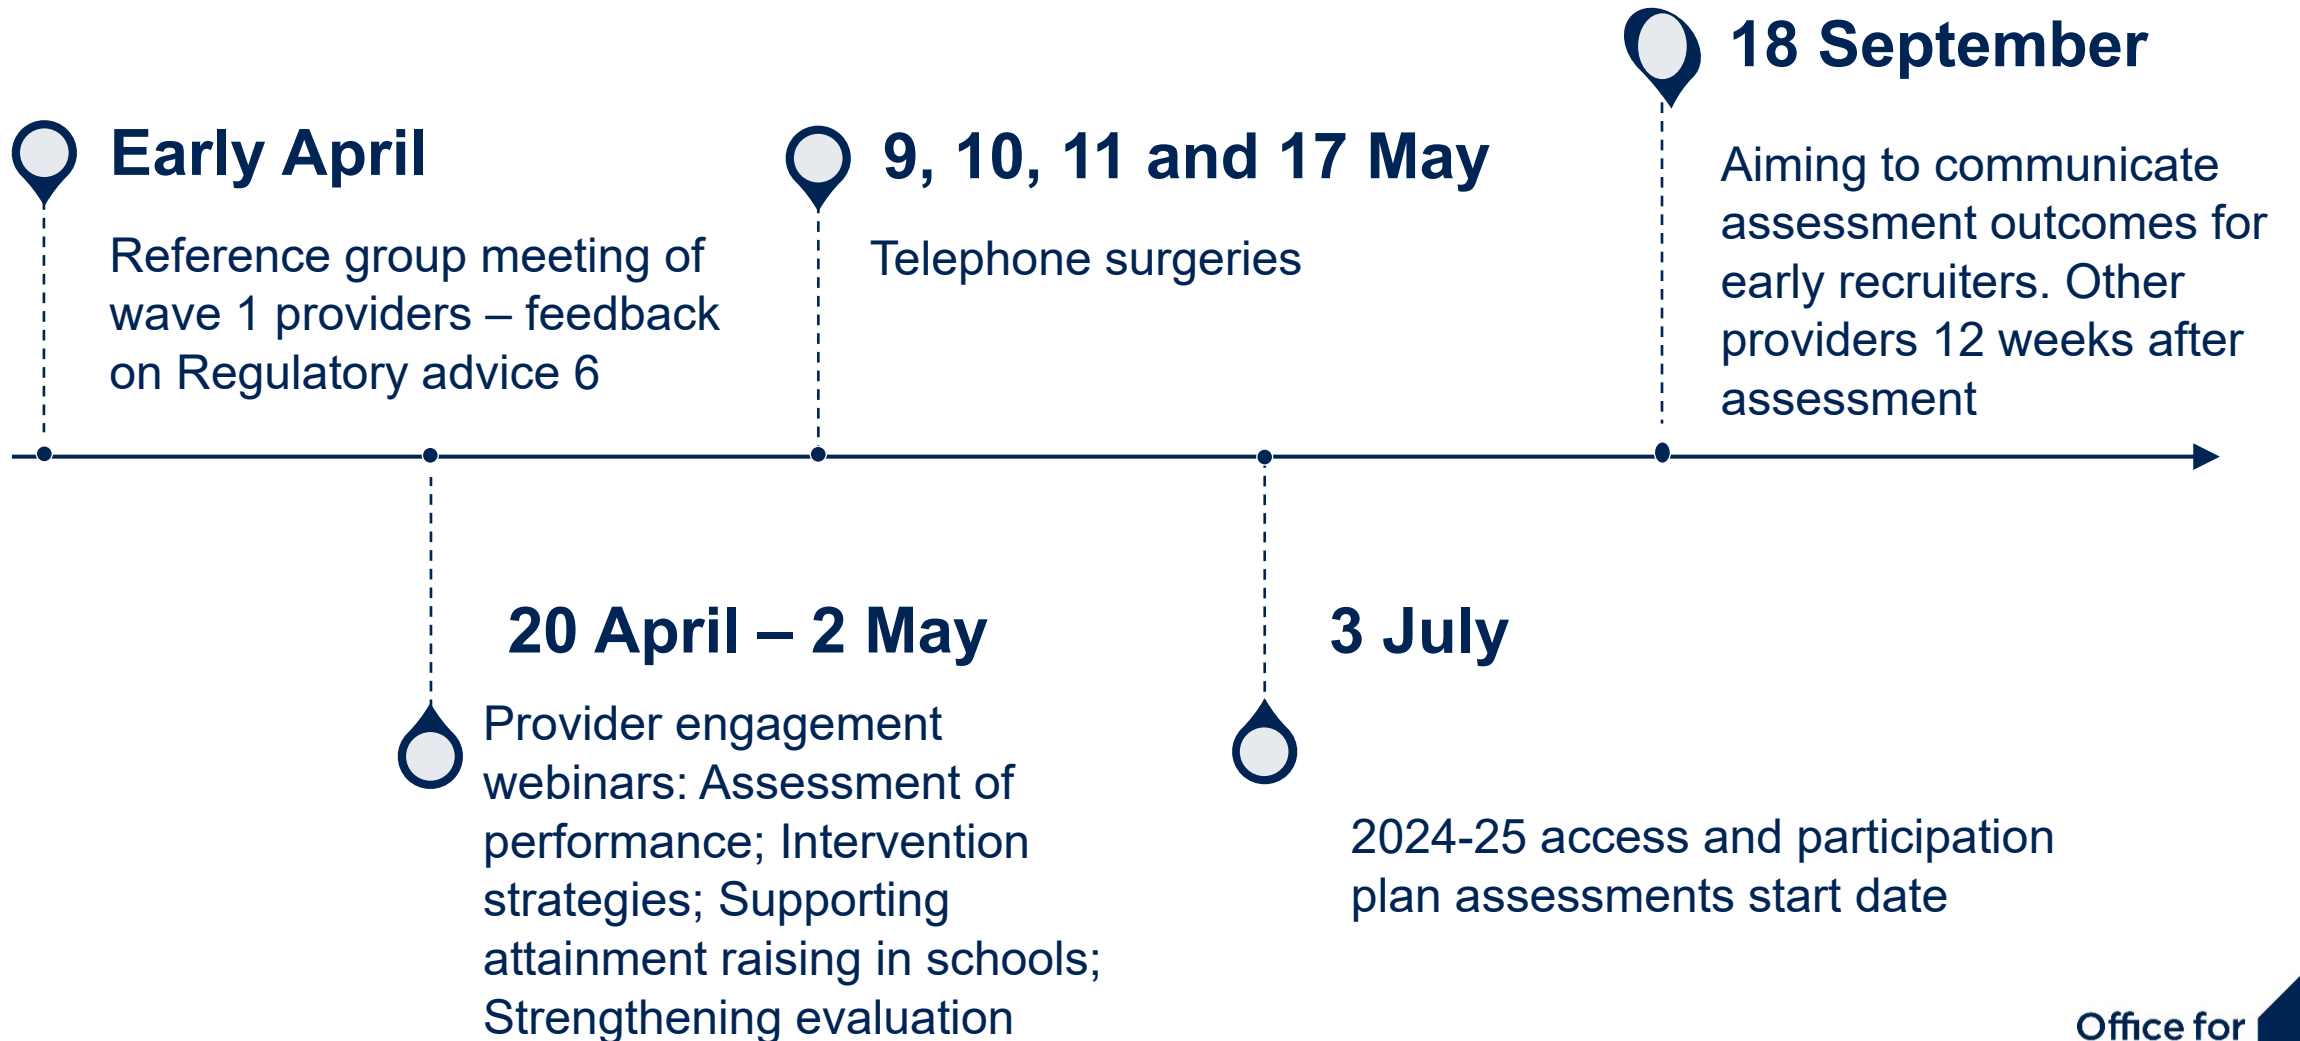 18 September
Aiming to communicate
assessment outcomes for
early recruiters. Other
providers 12 weeks after
assessment
Early April
Reference group meeting of
wave 1 providers – feedback
on Regulatory advice 6
9, 10, 11 and 17 May
Telephone surgeries
20 April – 2 May
Provider engagement
webinars: Assessment of
performance; Intervention
strategies; Supporting
attainment raising in schools;
Strengthening evaluation
3 July
2024-25 access and participation
plan assessments start date
Office for